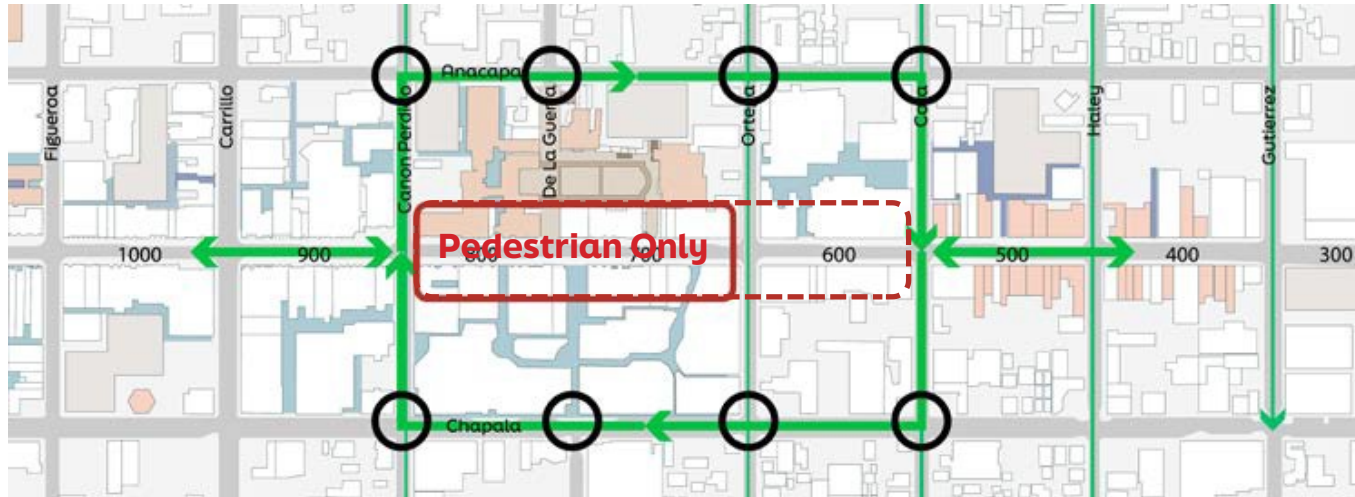 Anacapa
Figueroa
Carrillo
Canon Perdido
De La Guerra
Ortega
Cota
Haley
Gutierrez
Pedestrian Only
1000
900
800
600
500
400
300
Chapala